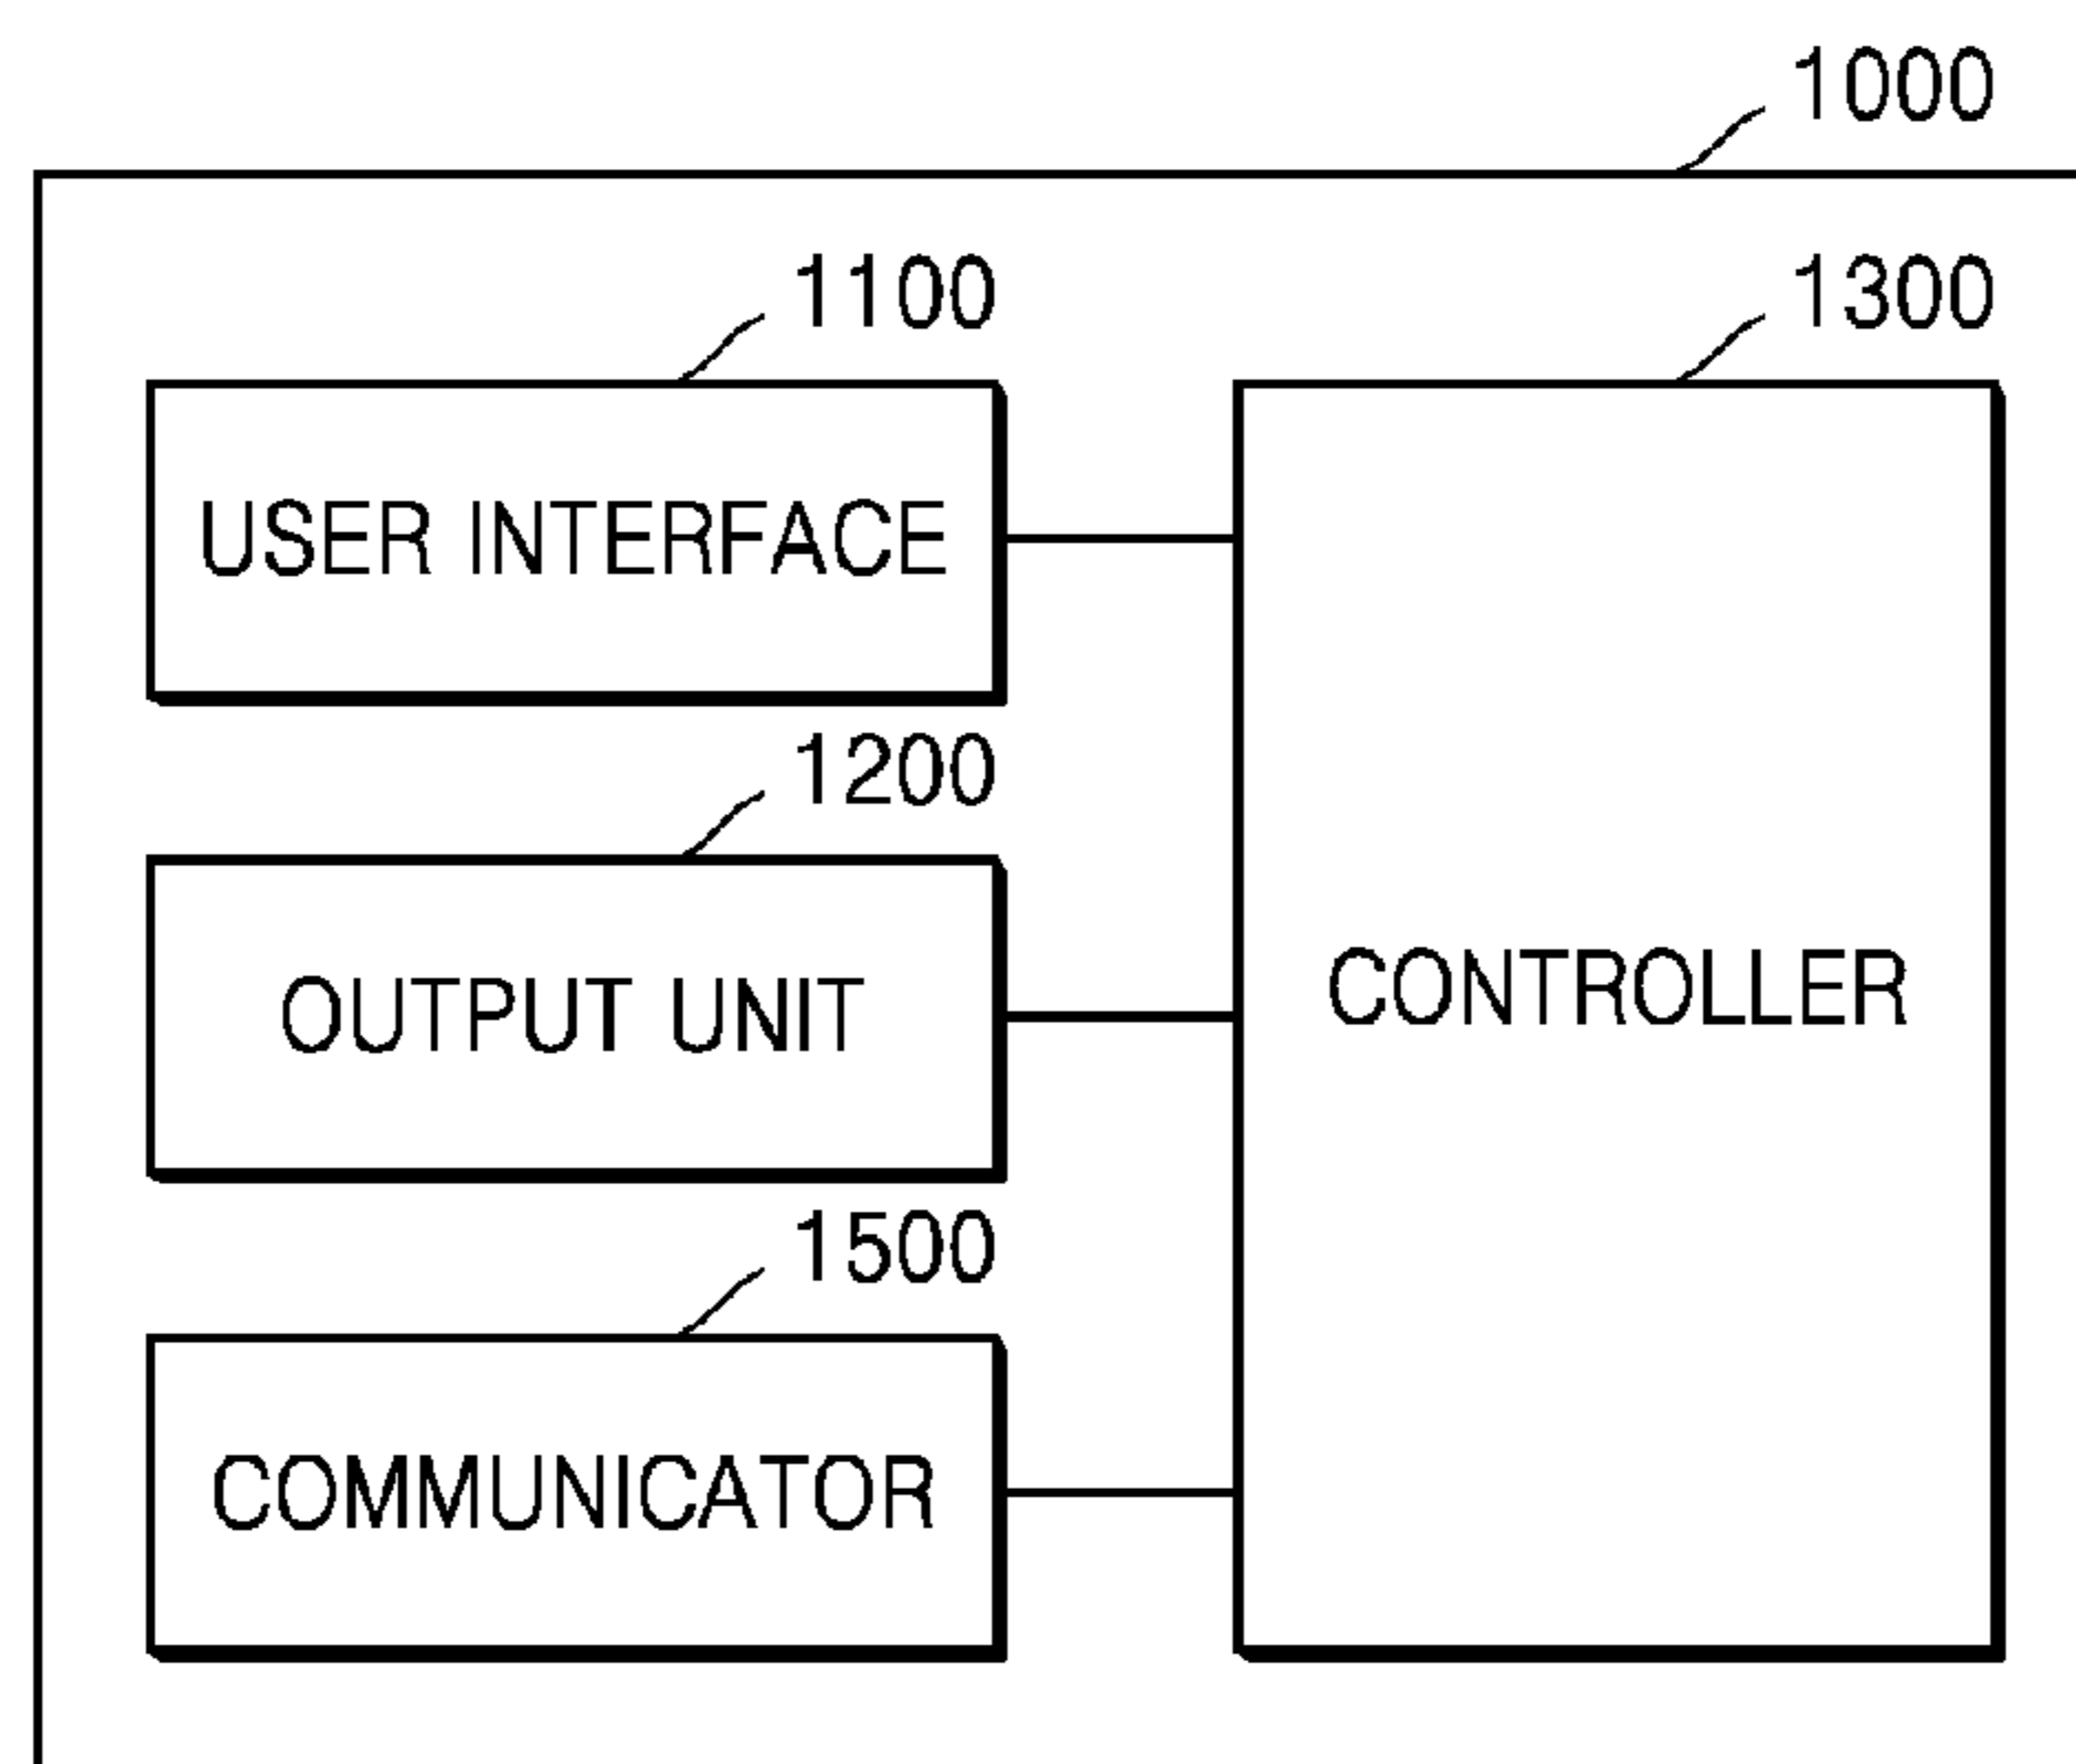 1000
1100
1300
USER INTERFACE
1200
OUTPUT UNIT
CONTROLLER
1500
COMMUNICATOR